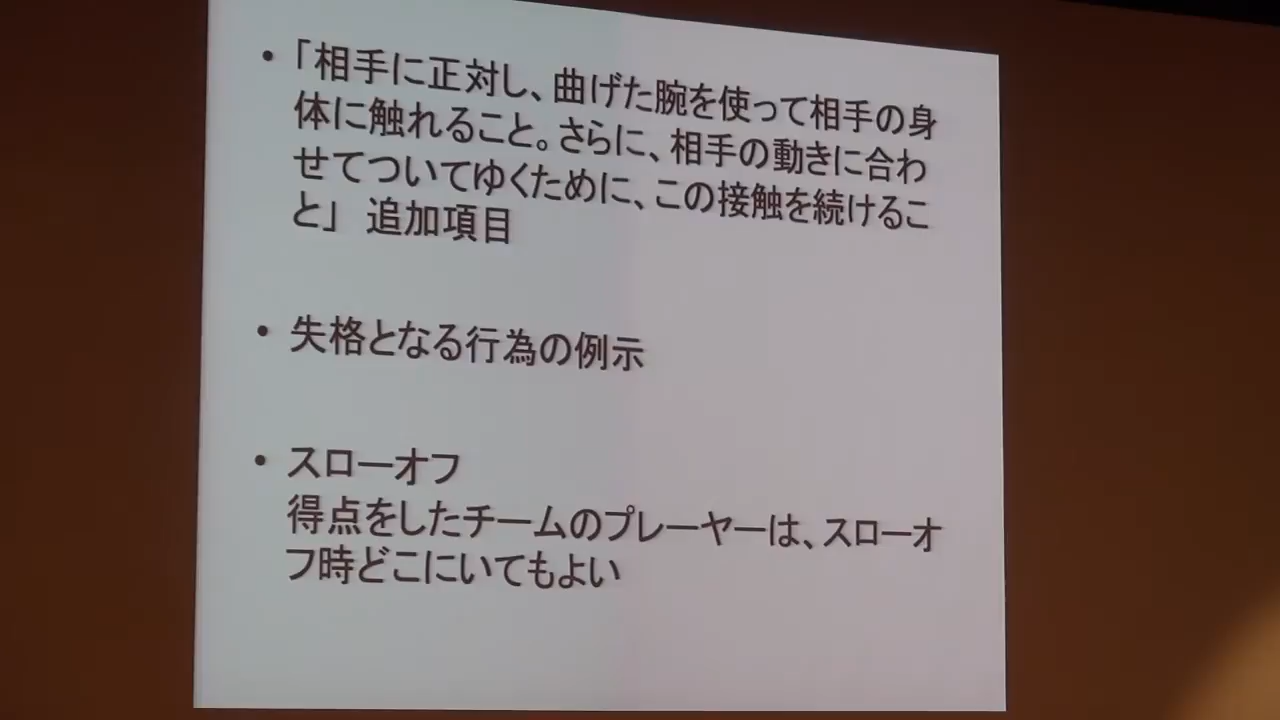 ・「相手に正対し、曲げた腕を使って相手の身
体に触れること。さらに、相手の動きに合わ
せてついてゆくために、この接触を続けるこ
と」 追加項目
・失格となる行為の例示
・スローオフ
得点をしたチームのプレーヤーは、スローオ
フ時どこにいてもよい